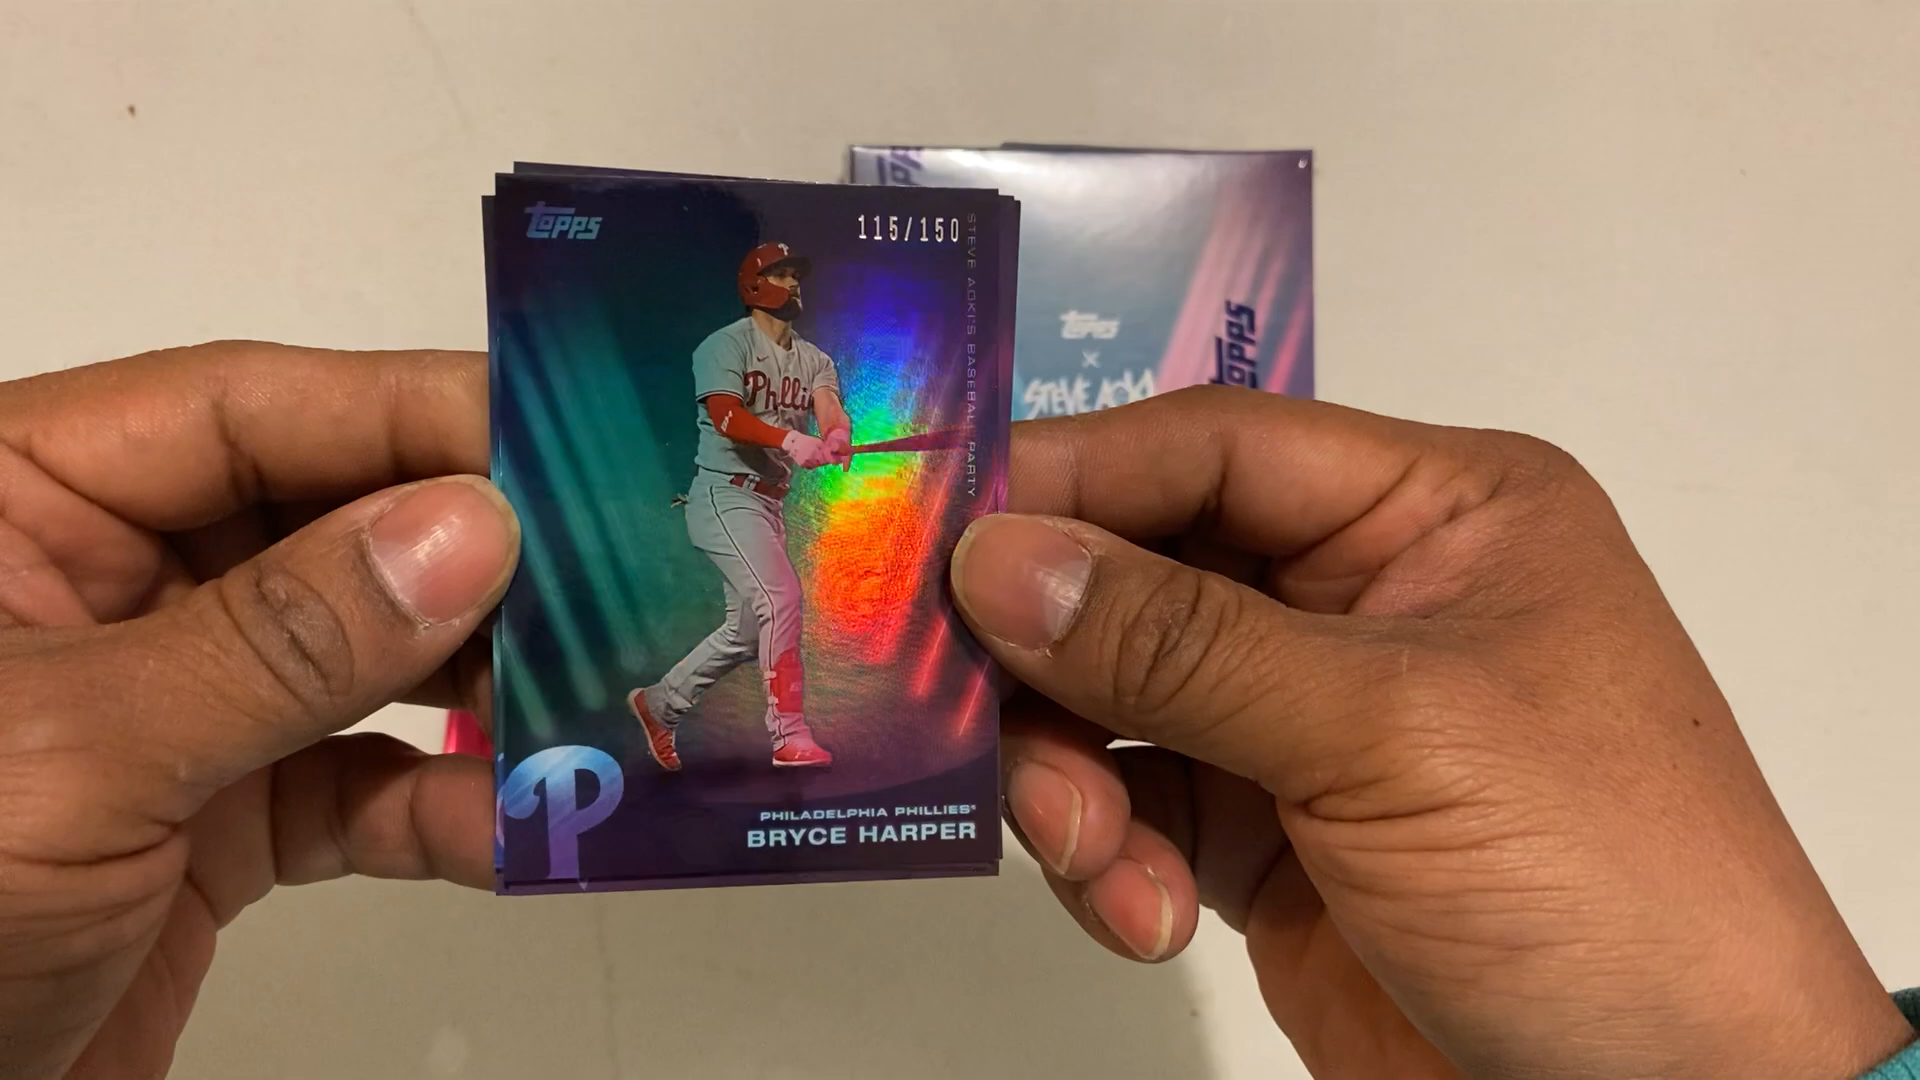 TOPPS
115/150
STEVE AOKI'S BASEBALL PARTY
Phillies
PHILADELPHIA PHILLIES®
BRYCE HARPER
TOPPS
X
STEVE AOKI
TOPPS